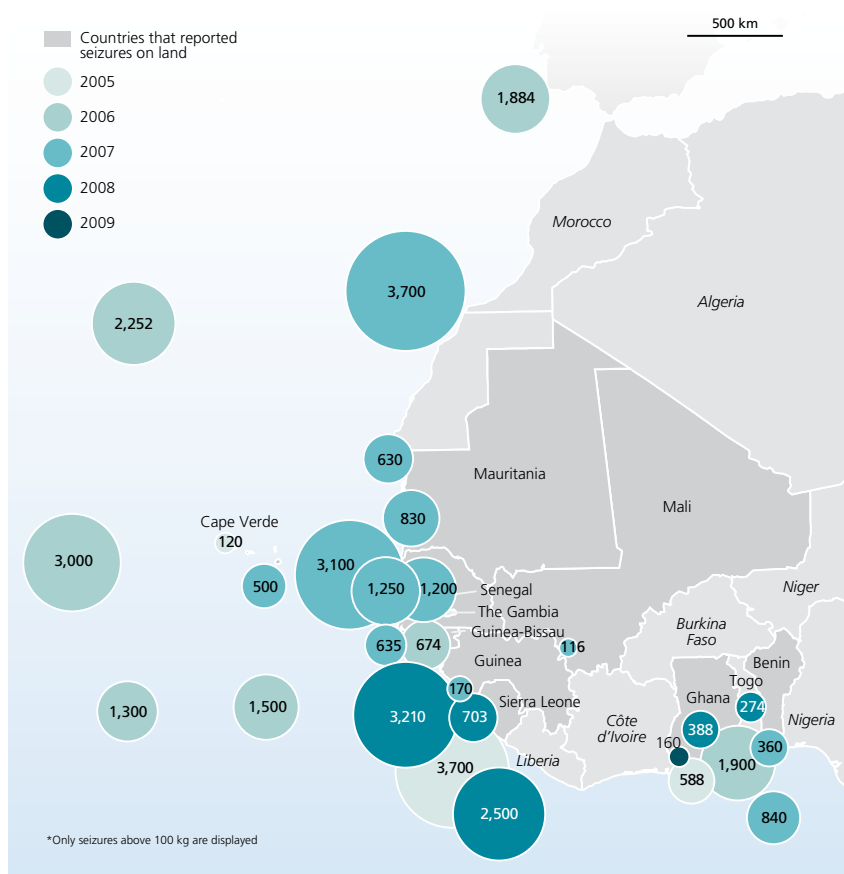 500 km
Countries that reported
seizures on land
2005
2006
2007
2008
2009
1,884
Morocco
3,700
Algeria
2,252
630
Mauritania
Mali
830
Cape Verde
120
3,000
3,100
500
1,250
1,200
Senegal
Niger
The Gambia
Guinea-Bissau
Burkina
Faso
635
674
116
Guinea
Benin
Togo
170
Sierra Leone
Ghana
274
1,300
1,500
3,210
703
Côte
d’Ivoire
388
Nigeria
160
360
Liberia
3,700
1,900
588
2,500
840
*Only seizures above 100 kg are displayed